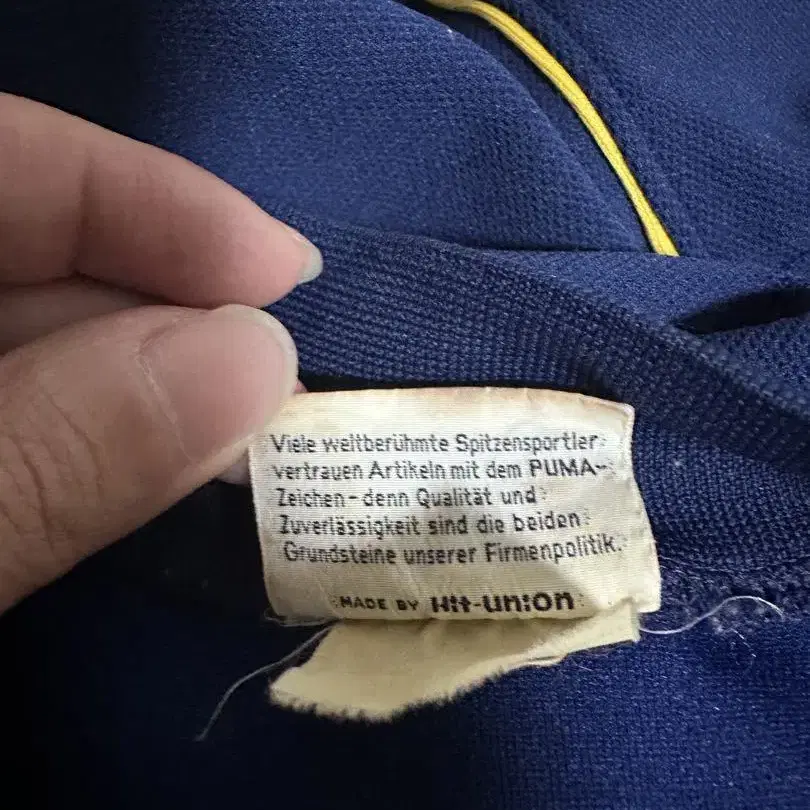 Viele weltberühmte Spitzensportler
vertrauen Artikeln mit dem PUMA-
Zeichen-denn Qualität und
Zuverlässigkeit sind die beiden
Grundsteine unserer Firmenpolitik.
MADE BY Hit-union